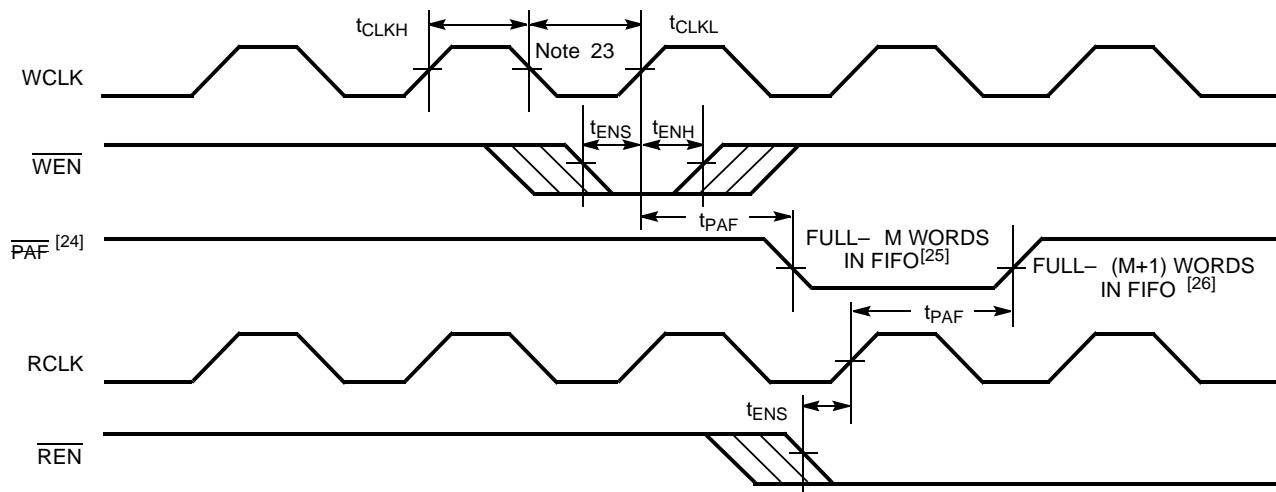 tCLKH
tCLKL
Note 23
WCLK
tENS
tENH
WEN
tPAF
PAF [24]
FULL– M WORDS
IN FIFO[25]
FULL– (M+1) WORDS
IN FIFO [26]
tPAF
RCLK
tENS
REN